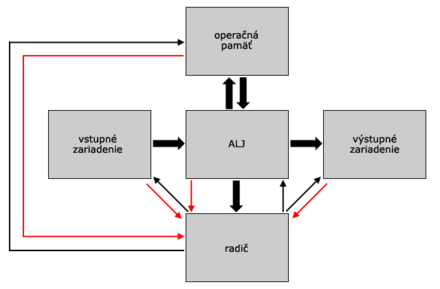 operačná
pamäť
vstupné
zariadenie
ALJ
výstupné
zariadenie
radič